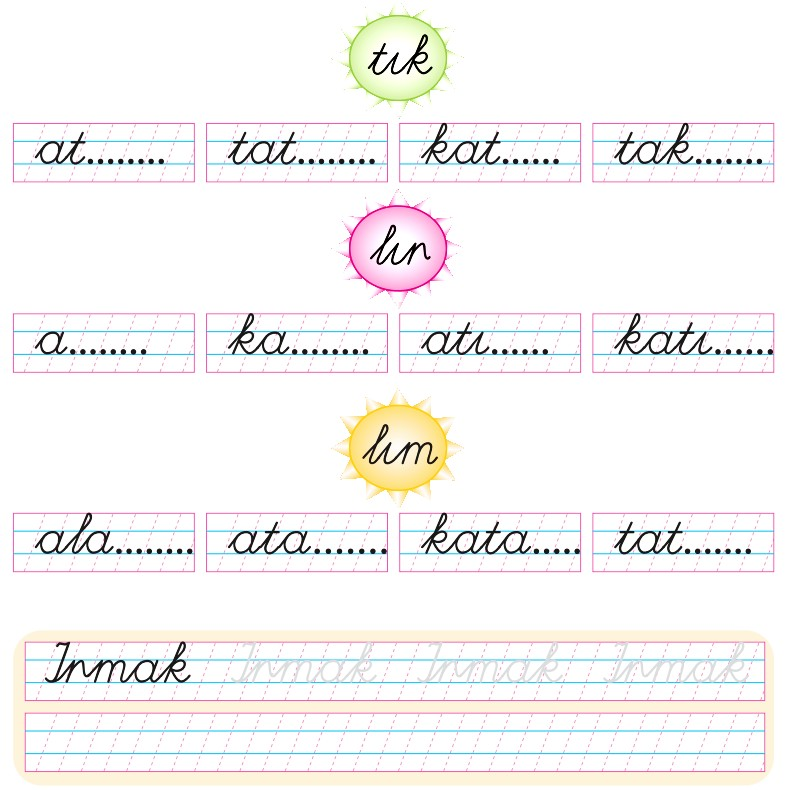 tık
at........ tat........ kat...... tak.......
lın
a........ ka........ atı...... katı......
lım
ala........ ata....... kata..... tat.......
Irmak Irmak Irmak Irmak